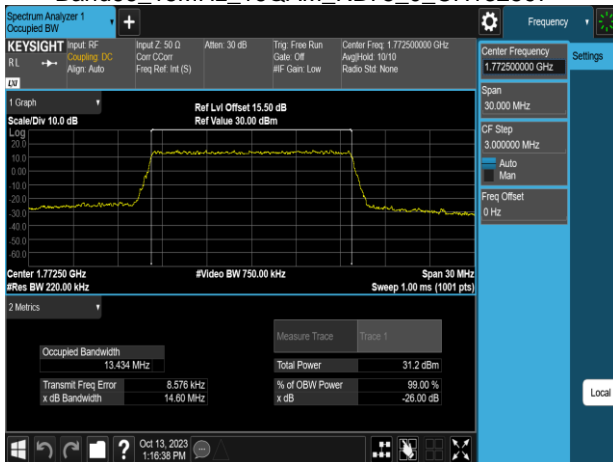 Spectrum Analyzer 1
Occupied BW
Frequency
KEYSIGHT
RL
Input: RF
Coupling: DC
Align: Auto
Input Z: 50 Ω
Corr CCorr
Freq Ref: Int (S)
Atten: 30 dB
Trig: Free Run
Gate: Off
#IF Gain: Low
Center Freq: 1.772500000 GHz
Avg|Hold: 10/10
Radio Std: None
Center Frequency
1.772500000 GHz
Settings
Span
30.000 MHz
CF Step
3.000000 MHz
Auto
Man
Freq Offset
0 Hz
1 Graph
Scale/Div 10.0 dB
Ref Lvl Offset 15.50 dB
Ref Value 30.00 dBm
Log
20.0
10.0
0.00
-10.0
-20.0
-30.0
-40.0
-50.0
-60.0
Center 1.77250 GHz
#Res BW 220.00 kHz
#Video BW 750.00 kHz
Span 30 MHz
Sweep 1.00 ms (1001 pts)
2 Metrics
Measure Trace
Trace 1
Occupied Bandwidth
13.434 MHz
Total Power
31.2 dBm
Transmit Freq Error
8.576 kHz
% of OBW Power
99.00 %
x dB Bandwidth
14.60 MHz
x dB
-26.00 dB
Local
Oct 13, 2023
1:16:38 PM